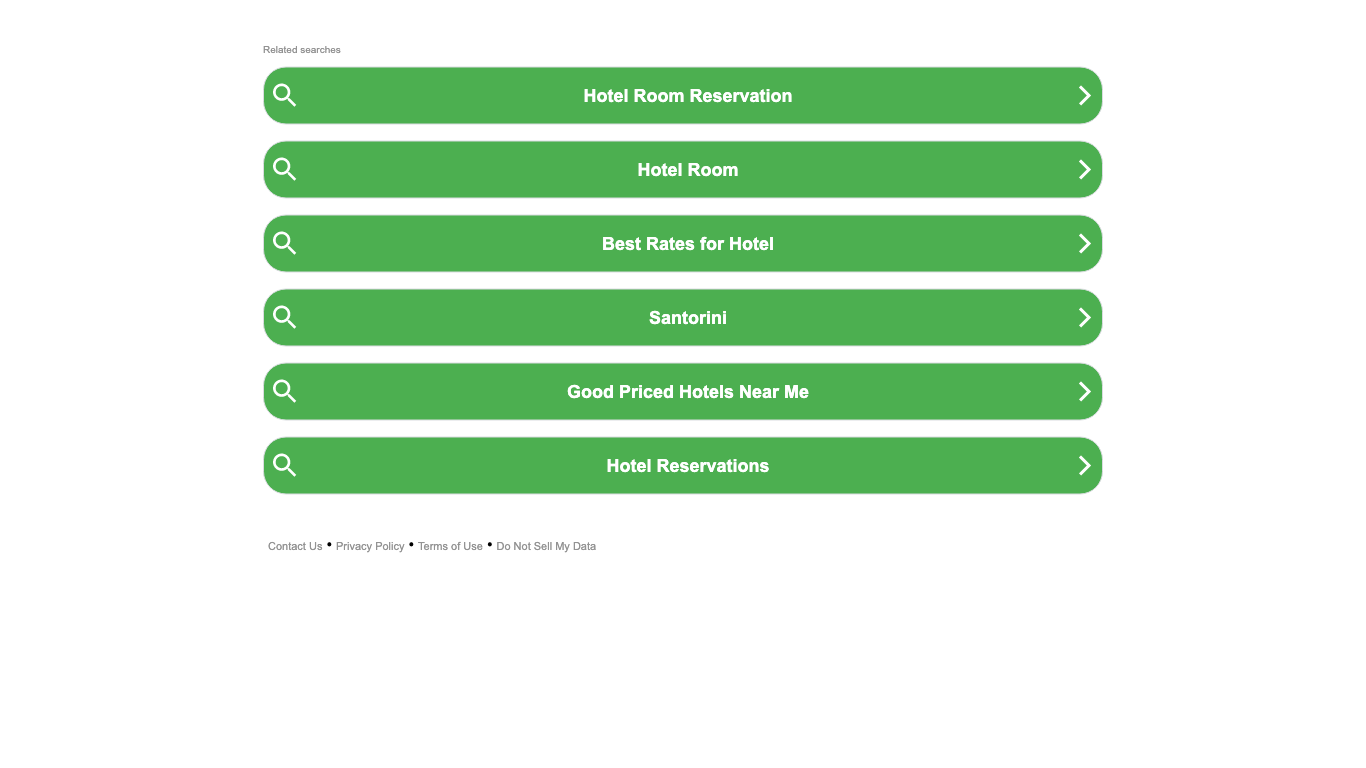 Related searches
Hotel Room Reservation
Hotel Room
Best Rates for Hotel
Santorini
Good Priced Hotels Near Me
Hotel Reservations
Contact Us • Privacy Policy • Terms of Use • Do Not Sell My Data